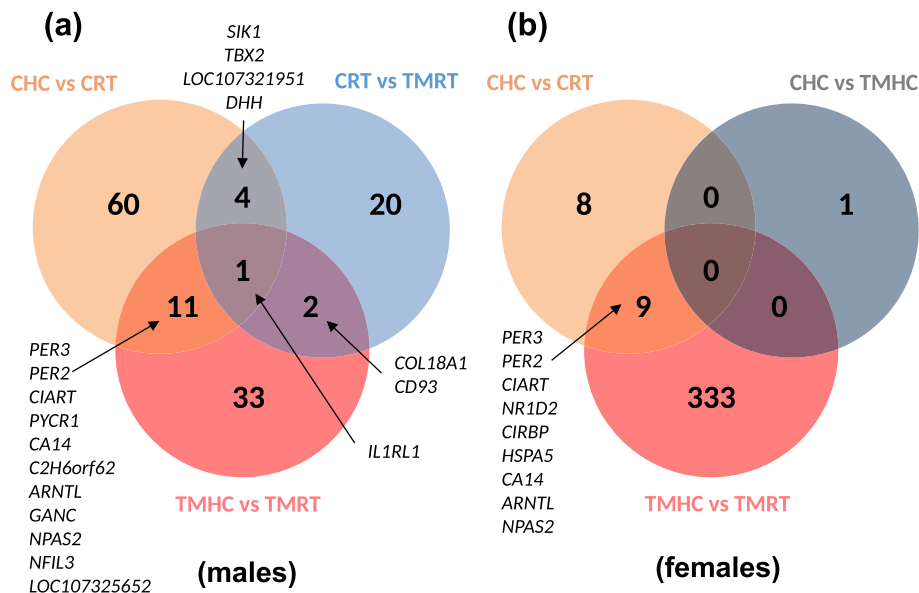 (a)
SIK1
TBX2
LOC107321951
DHH
CHC vs CRT
CRT vs TMRT
60
4
20
1
11
2
33
PER3
PER2
CIART
PYCR1
CA14
C2H6orf62
ARNTL
GANC
NPAS2
NFIL3
LOC107325652
COL18A1
CD93
IL1RL1
TMHC vs TMRT
(males)
(b)
CHC vs CRT
CHC vs TMHC
8
0
1
0
9
0
333
PER3
PER2
CIART
NR1D2
CIRBP
HSPA5
CA14
ARNTL
NPAS2
TMHC vs TMRT
(females)